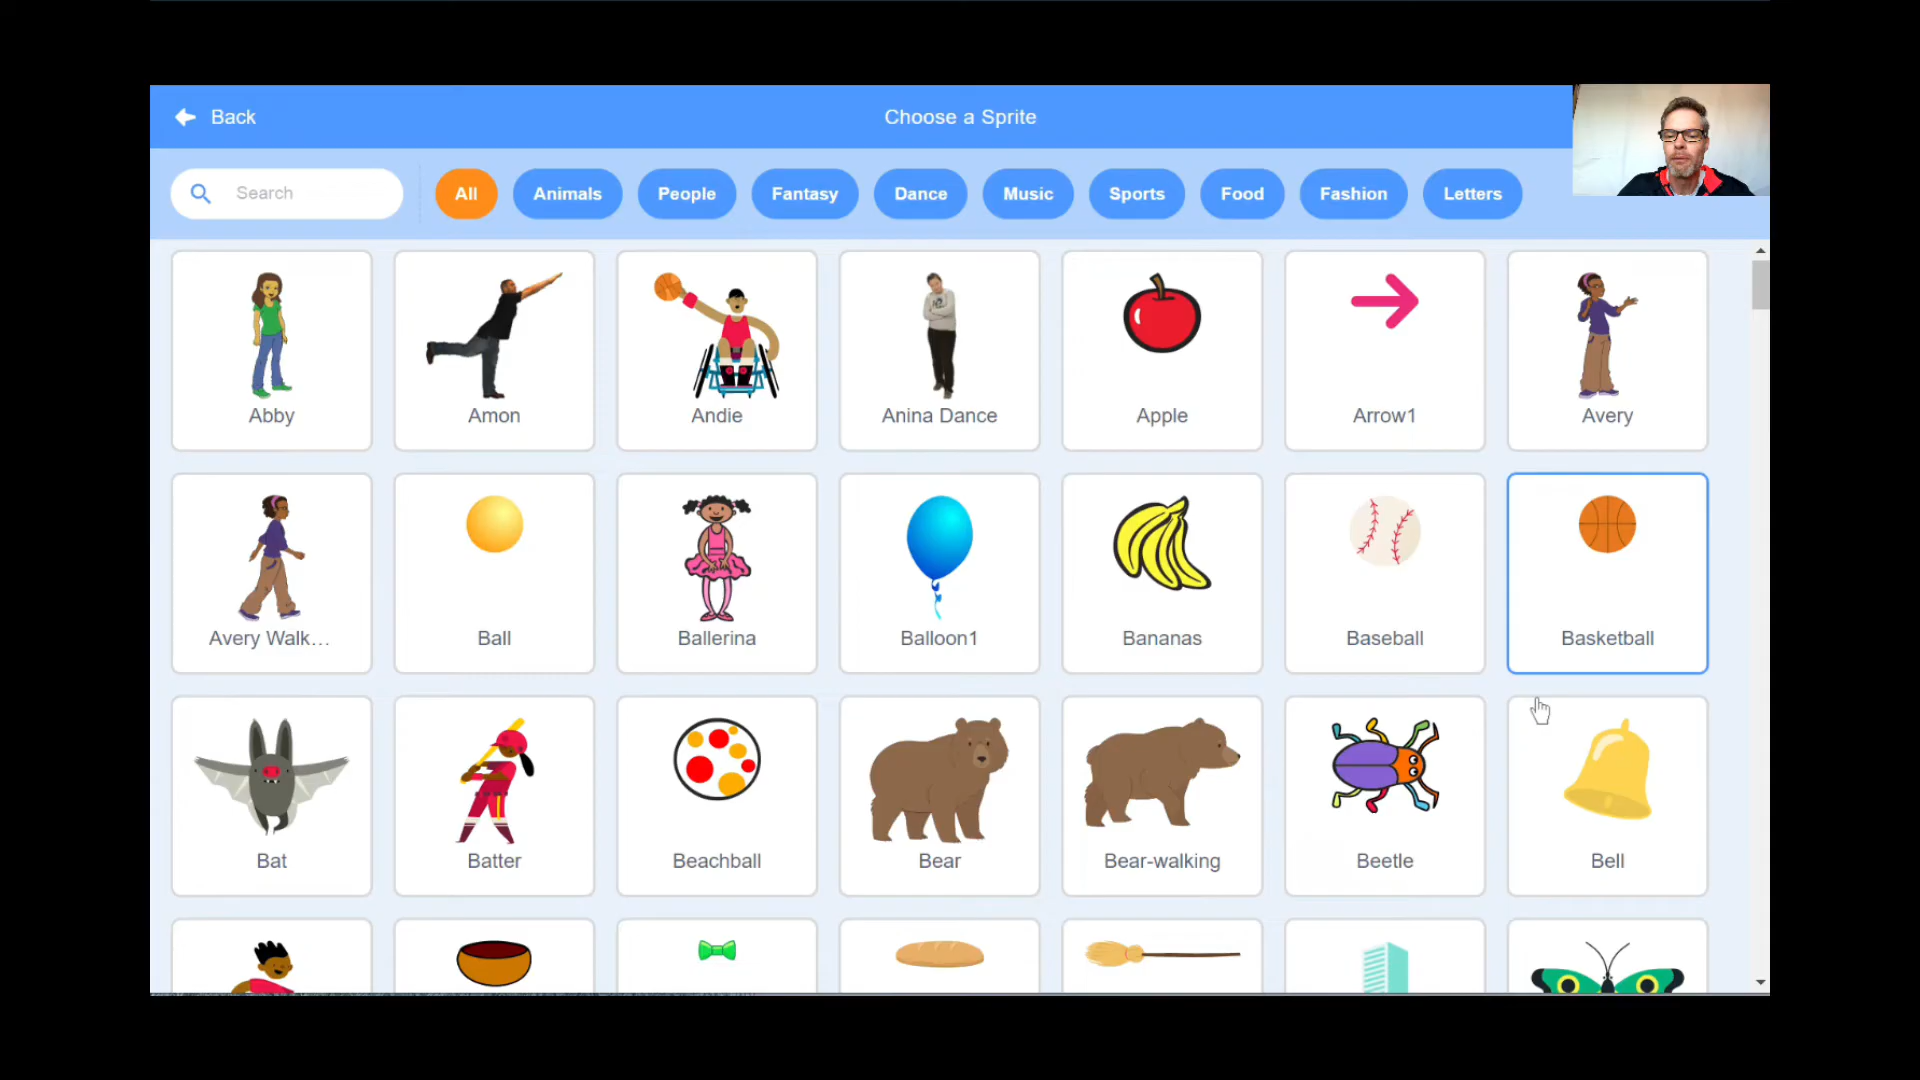 Back
Choose a Sprite
Search
All
Animals
People
Fantasy
Dance
Music
Sports
Food
Fashion
Letters
Abby
Amon
Andie
Anina Dance
Apple
Arrow1
Avery
Avery Walk...
Ball
Ballerina
Balloon1
Bananas
Baseball
Basketball
Bat
Batter
Beachball
Bear
Bear-walking
Beetle
Bell